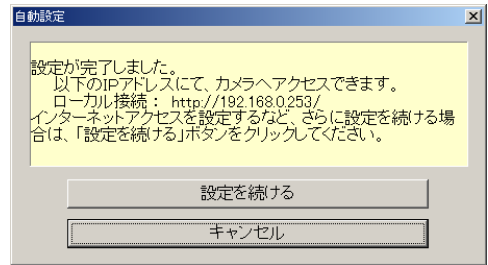 自動設定
設定が完了しました。
以下のIPアドレスにて、カメラへアクセスできます。
ローカル接続： http://192.168.0.253/
インターネットアクセスを設定するなど、さらに設定を続ける場
合は、「設定を続ける」ボタンをクリックしてください。
設定を続ける
キャンセル